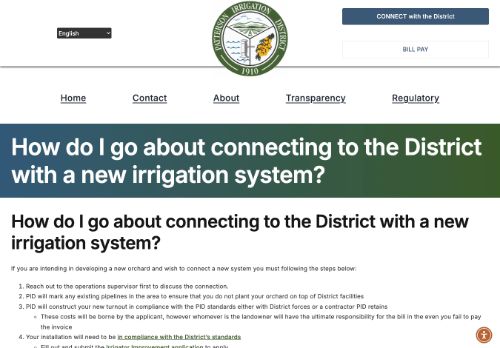 English
PATTERSON IRRIGATION DISTRICT
1910
CONNECT with the District
BILL PAY
Home
Contact
About
Transparency
Regulatory
How do I go about connecting to the District
with a new irrigation system?
How do I go about connecting to the District with a new
irrigation system?
If you are intending in developing a new orchard and wish to connect a new system you must following the steps below:
1. Reach out to the operations supervisor first to discuss the connection.
2. PID will mark any existing pipelines in the area to ensure that you do not plant your orchard on top of District facilities
3. PID will construct your new turnout in compliance with the PID standards either with District forces or a contractor PID retains
These costs will be borne by the applicant, however whomever is the landowner will have the ultimate responsibility for the bill in the even you fail to pay
the invoice
4. Your installation will need to be in compliance with the District's standards
Fill out and submit the Irrigator Improvement application to apply